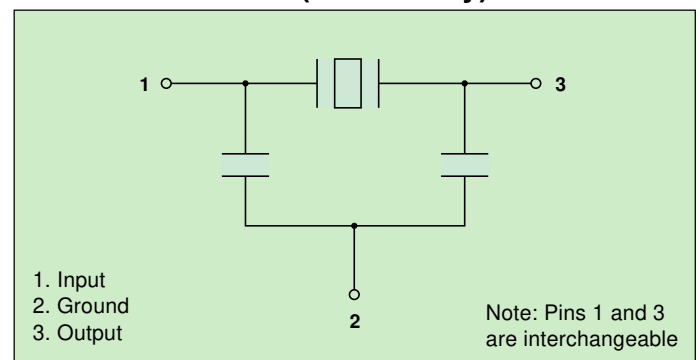 1
3
1. Input
2. Ground
3. Output
2
Note: Pins 1 and 3
are interchangeable